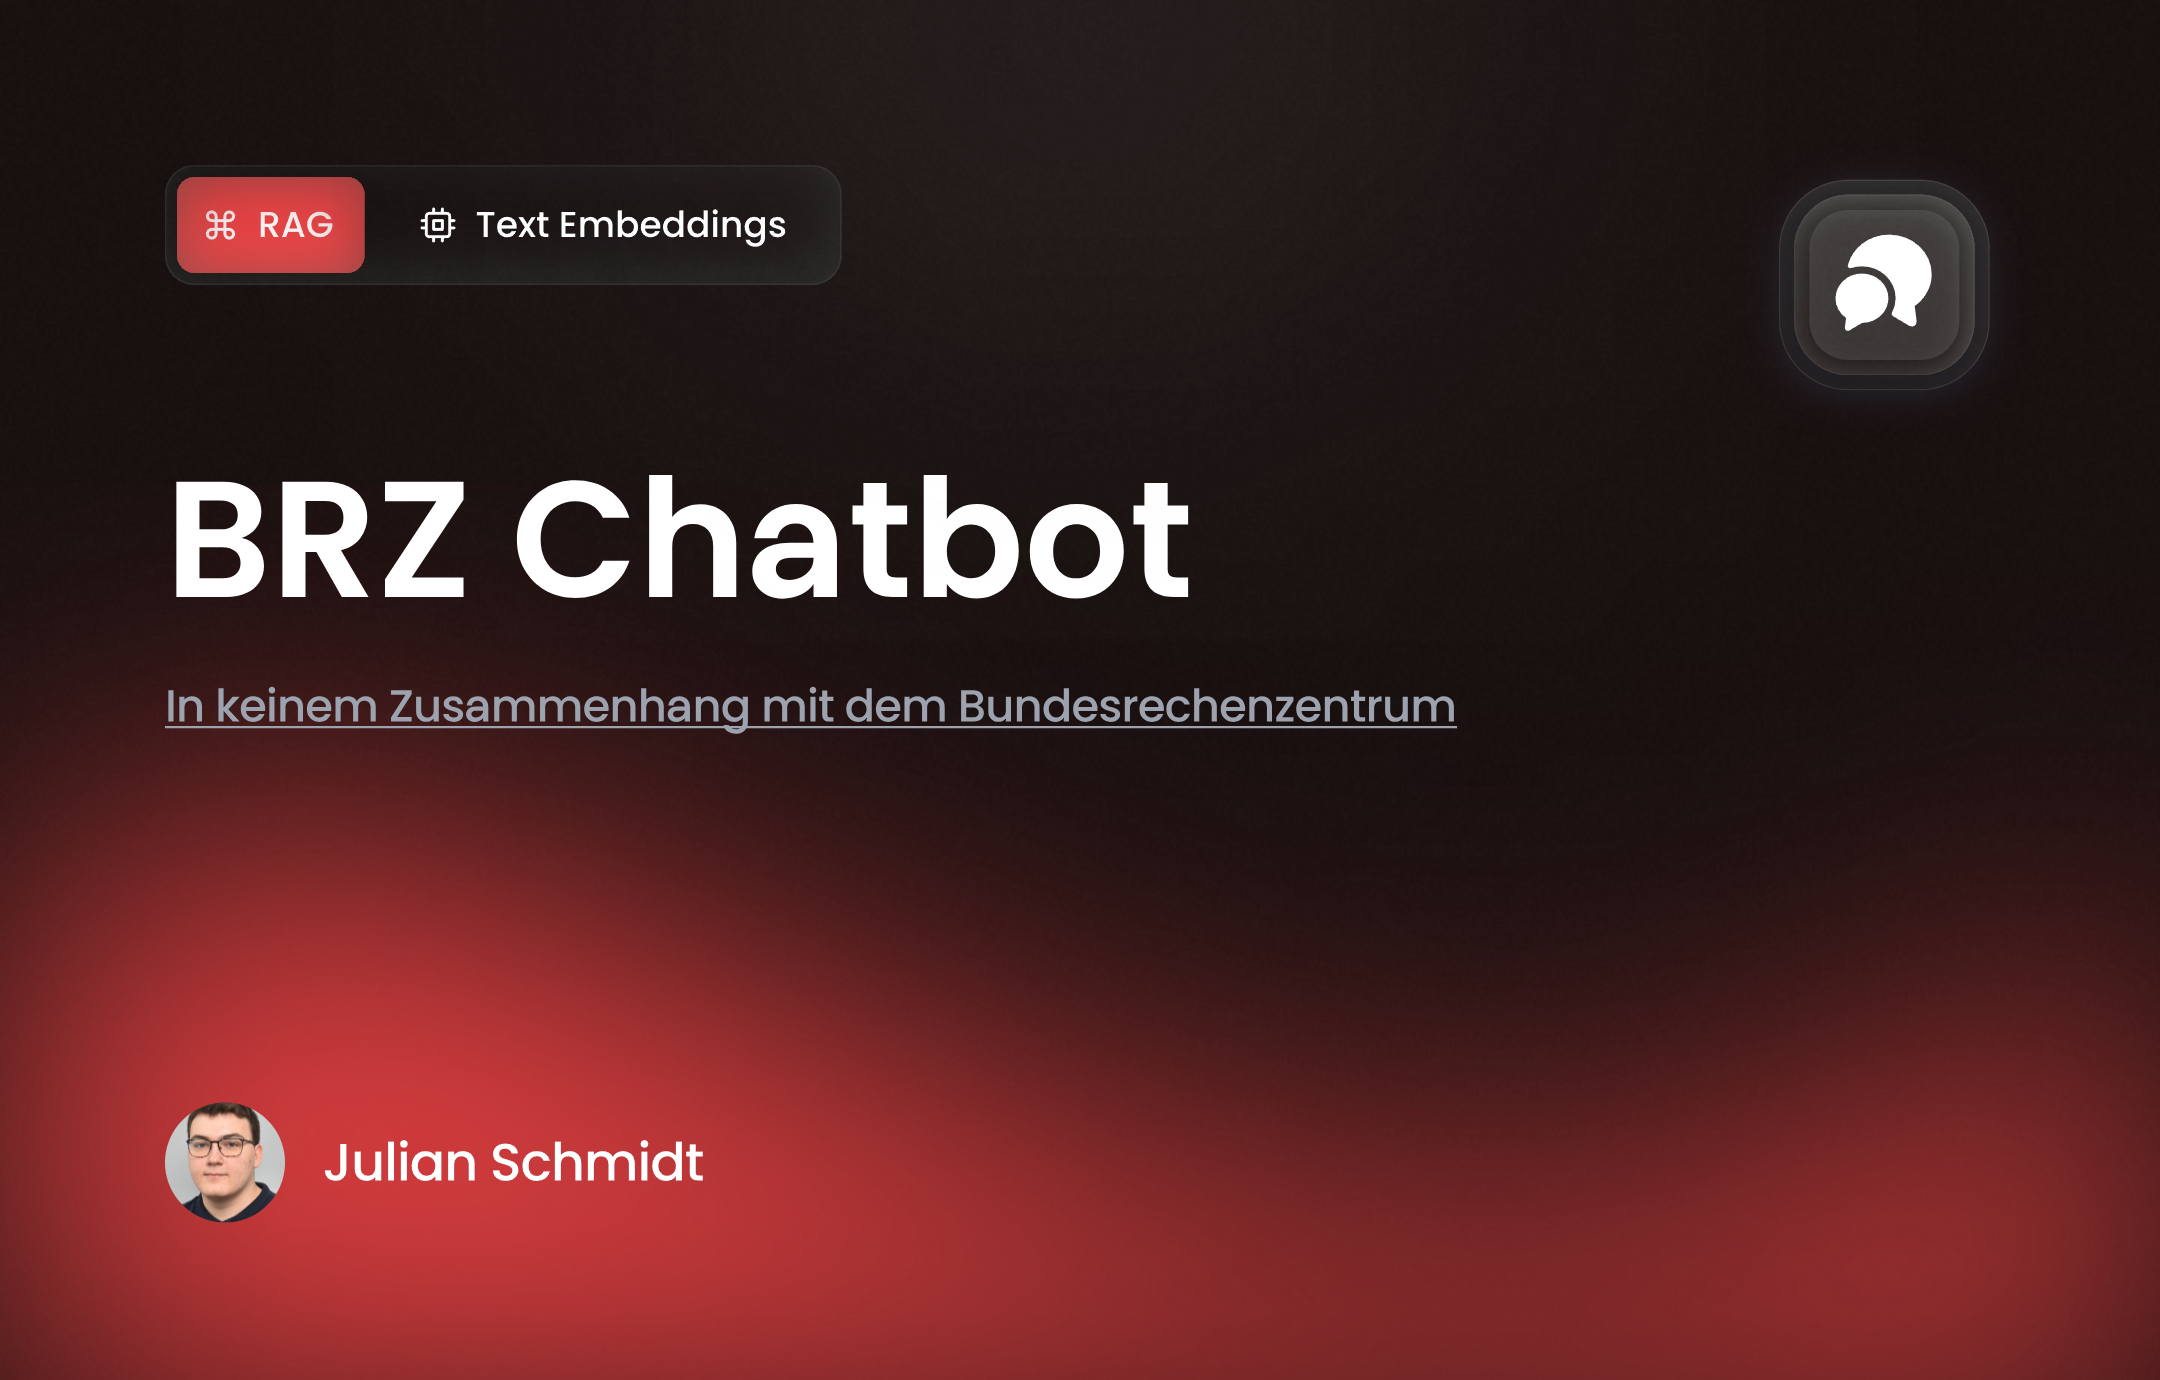 RAG Text Embeddings
BRZ Chatbot
In keinem Zusammenhang mit dem Bundesrechenzentrum
Julian Schmidt